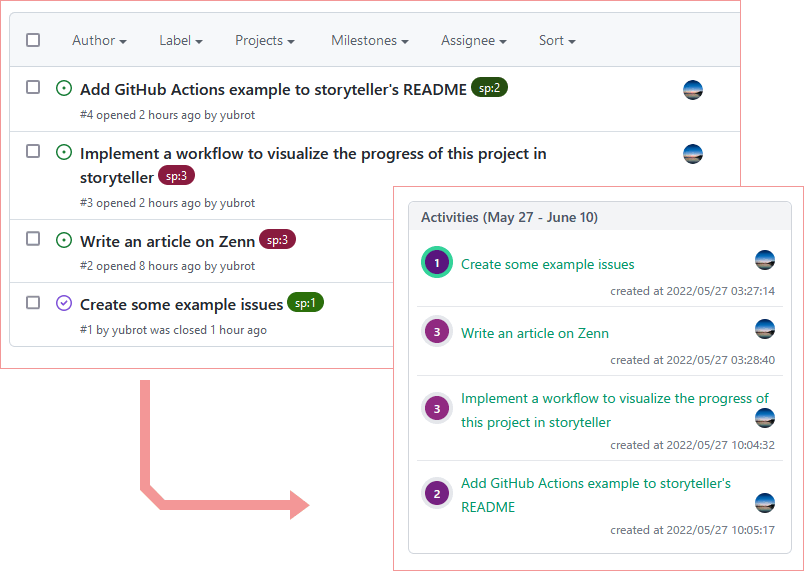 Author Label Projects Milestones Assignee Sort
Add GitHub Actions example to storyteller's README sp:2
#4 opened 2 hours ago by yubrot
Implement a workflow to visualize the progress of this project in
storyteller sp:3
#3 opened 2 hours ago by yubrot
Write an article on Zenn sp:3
#2 opened 8 hours ago by yubrot
Create some example issues sp:1
#1 by yubrot was closed 1 hour ago
Activities (May 27 - June 10)
1 Create some example issues
created at 2022/05/27 03:27:14
3 Write an article on Zenn
created at 2022/05/27 03:28:40
3 Implement a workflow to visualize the progress of
this project in storyteller
created at 2022/05/27 10:04:32
2 Add GitHub Actions example to storyteller's
README
created at 2022/05/27 10:05:17